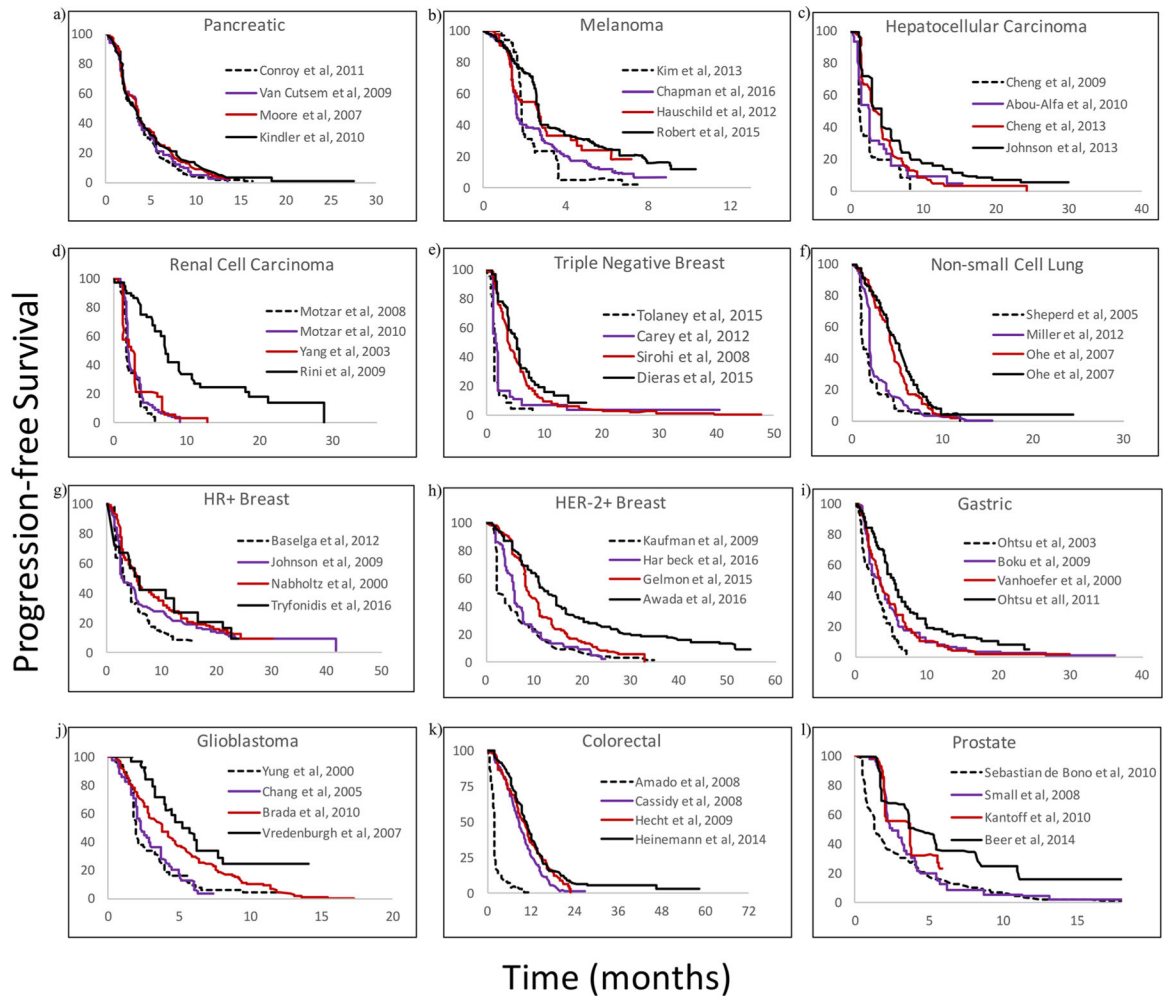 Progression-free Survival
a) Pancreatic
100
80
60
40
20
0
Conroy et al, 2011
Van Cutsem et al, 2009
Moore et al, 2007
Kindler et al, 2010
0 5 10 15 20 25 30
b) Melanoma
100
80
60
40
20
0
Kim et al, 2013
Chapman et al, 2016
Hauschild et al, 2012
Robert et al, 2015
0 4 8 12
c) Hepatocellular Carcinoma
100
80
60
40
20
0
Cheng et al, 2009
Abou-Alfa et al, 2010
Cheng et al, 2013
Johnson et al, 2013
0 10 20 30 40
d) Renal Cell Carcinoma
100
80
60
40
20
0
Motzar et al, 2008
Motzar et al, 2010
Yang et al, 2003
Rini et al, 2009
0 10 20 30
e) Triple Negative Breast
100
80
60
40
20
0
Tolaney et al, 2015
Carey et al, 2012
Sirohi et al, 2008
Dieras et al, 2015
0 10 20 30 40 50
f) Non-small Cell Lung
100
80
60
40
20
0
Sheperd et al, 2005
Miller et al, 2012
Ohe et al, 2007
Ohe et al, 2007
0 10 20 30
g) HR+ Breast
100
80
60
40
20
0
Baselga et al, 2012
Johnson et al, 2009
Nabholtz et al, 2000
Tryfonidis et al, 2016
0 10 20 30 40 50
h) HER-2+ Breast
100
80
60
40
20
0
Kaufman et al, 2009
Har beck et al, 2016
Gelmon et al, 2015
Awada et al, 2016
0 10 20 30 40 50 60
i) Gastric
100
80
60
40
20
0
Ohtsu et al, 2003
Boku et al, 2009
Vanhoefer et al, 2000
Ohtsu et all, 2011
0 10 20 30 40
j) Glioblastoma
100
80
60
40
20
0
Yung et al, 2000
Chang et al, 2005
Brada et al, 2010
Vredenburgh et al, 2007
0 5 10 15 20
k) Colorectal
100
75
50
25
0
Amado et al, 2008
Cassidy et al, 2008
Hecht et al, 2009
Heinemann et al, 2014
0 12 24 36 48 60 72
l) Prostate
100
80
60
40
20
0
Sebastian de Bono et al, 2010
Small et al, 2008
Kantoff et al, 2010
Beer et al, 2014
0 5 10 15
Time (months)